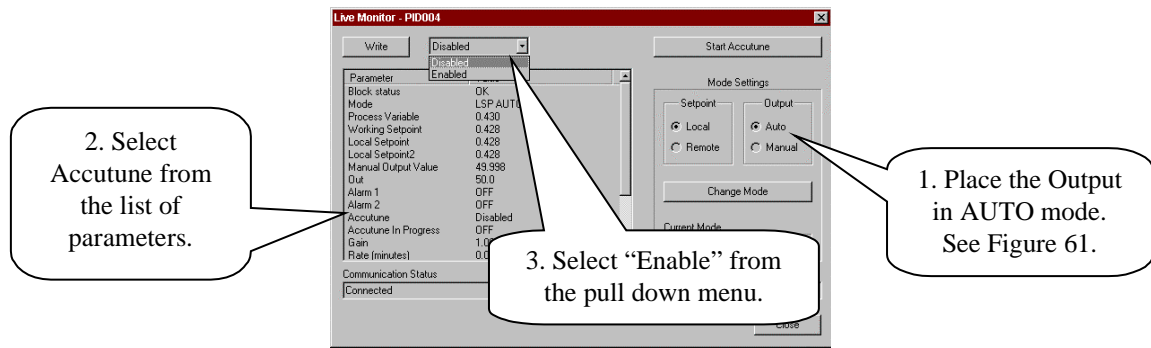 Live Monitor - PID004
Write
Disabled
Start Accutune
Disabled
Enabled
Parameter
Block status OK
Mode LSP AUTO
Process Variable 0.430
Working Setpoint 0.428
Local Setpoint 0.428
Local Setpoint2 0.428
Manual Output Value 49.998
Out 50.0
Alarm 1 OFF
Alarm 2 OFF
Accutune Disabled
Accutune In Progress OFF
Gain
Rate (minutes)
Communication Status
Connected
Mode Settings
Setpoint
Local
Remote
Output
Auto
Manual
Change Mode
Current Mode
Close
2. Select
Accutune from
the list of
parameters.
3. Select “Enable” from
the pull down menu.
1. Place the Output
in AUTO mode.
See Figure 61.